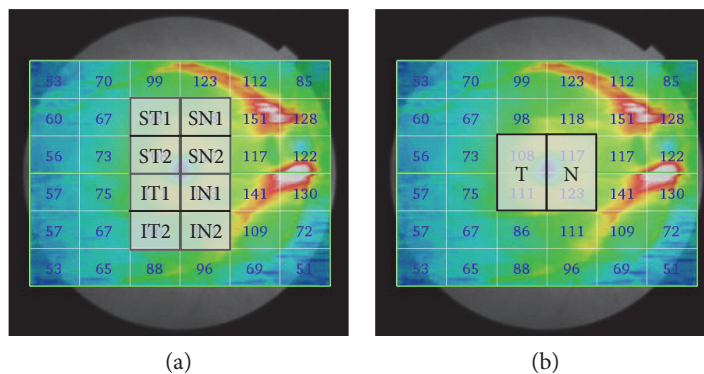 53 70 99 123 112 85
60 67 ST1 SN1 151 128
56 73 ST2 SN2 117 122
57 75 IT1 IN1 141 130
57 67 IT2 IN2 109 72
53 65 88 96 69 51
(a)
53 70 99 123 112 85
60 67 98 118 151 128
56 73 108 117 117 122
T N
57 75 111 123 141 130
57 67 86 111 109 72
53 65 88 96 69 51
(b)